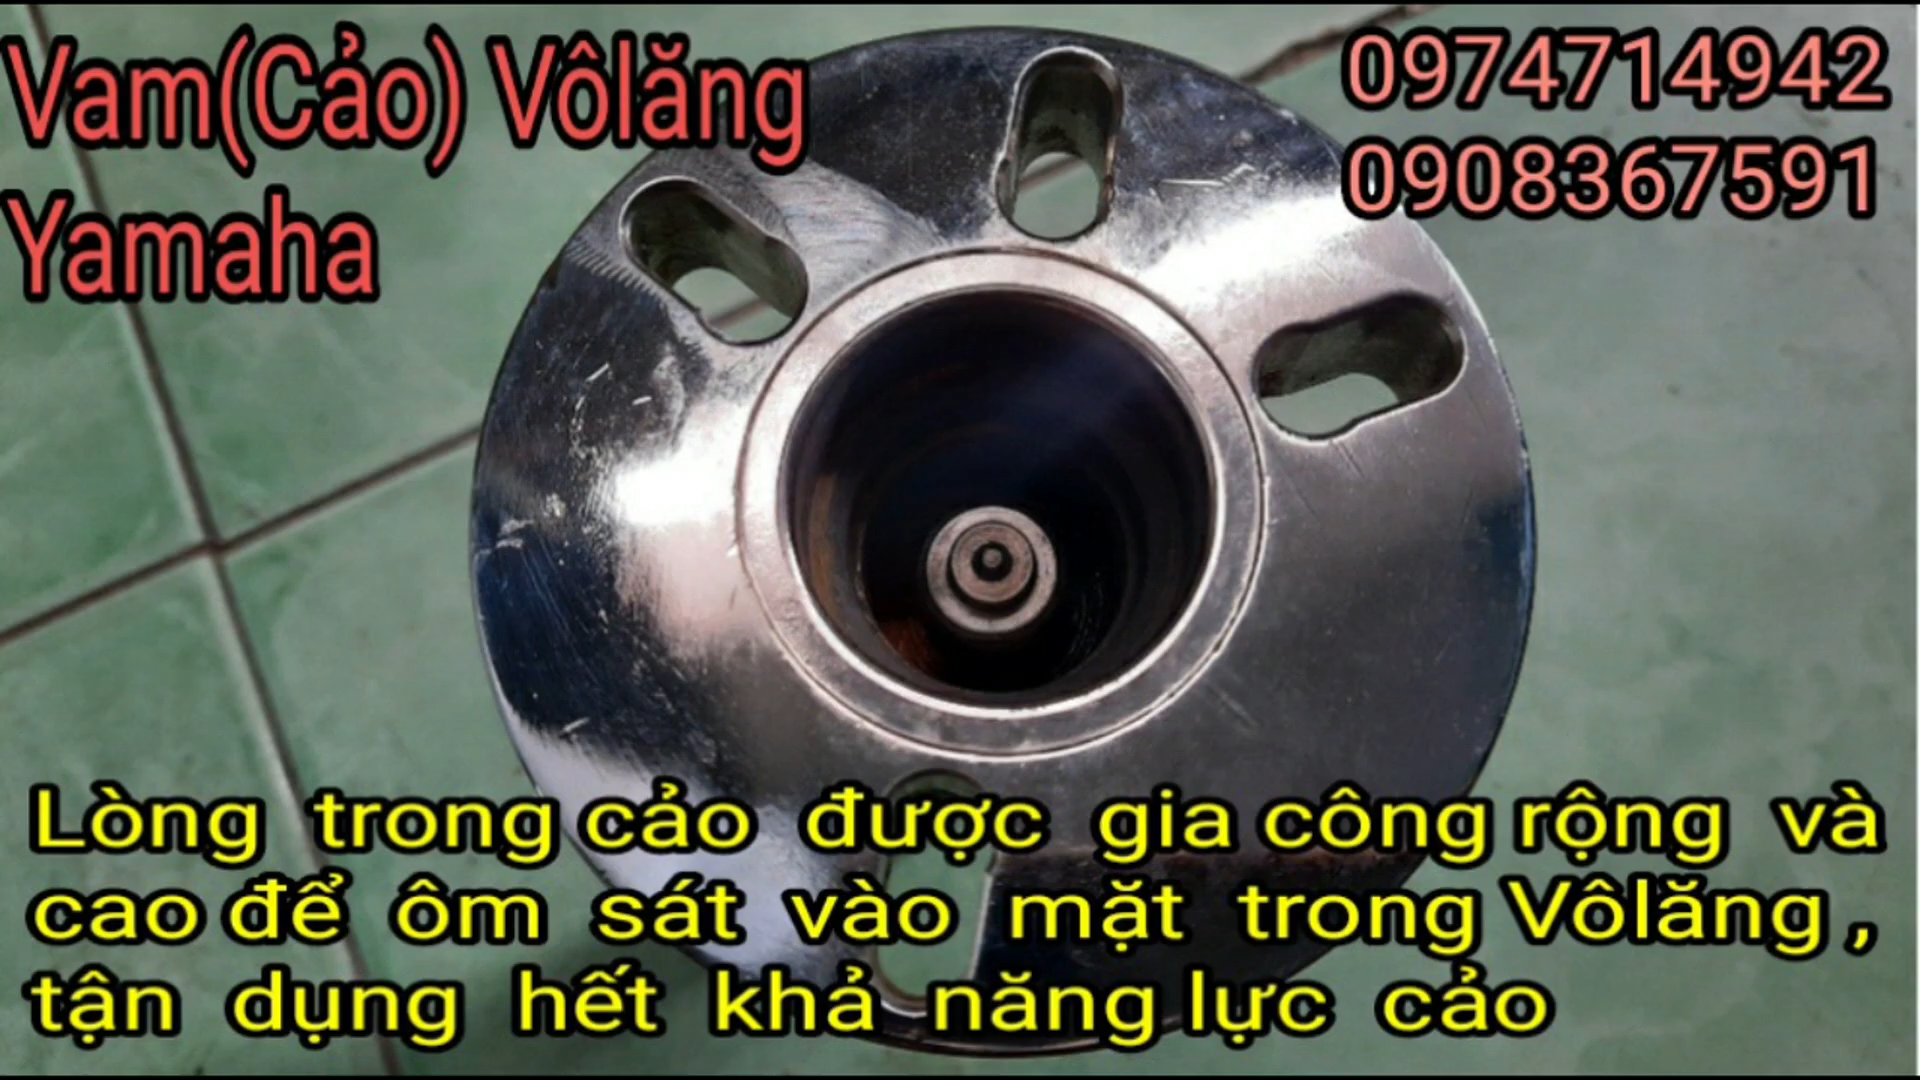 Vam(Cảo) Vôlăng
Yamaha
0974714942
0908367591
Lòng trong cảo được gia công rộng và
cao để ôm sát vào mặt trong Vôlăng ,
tận dụng hết khả năng lực cảo